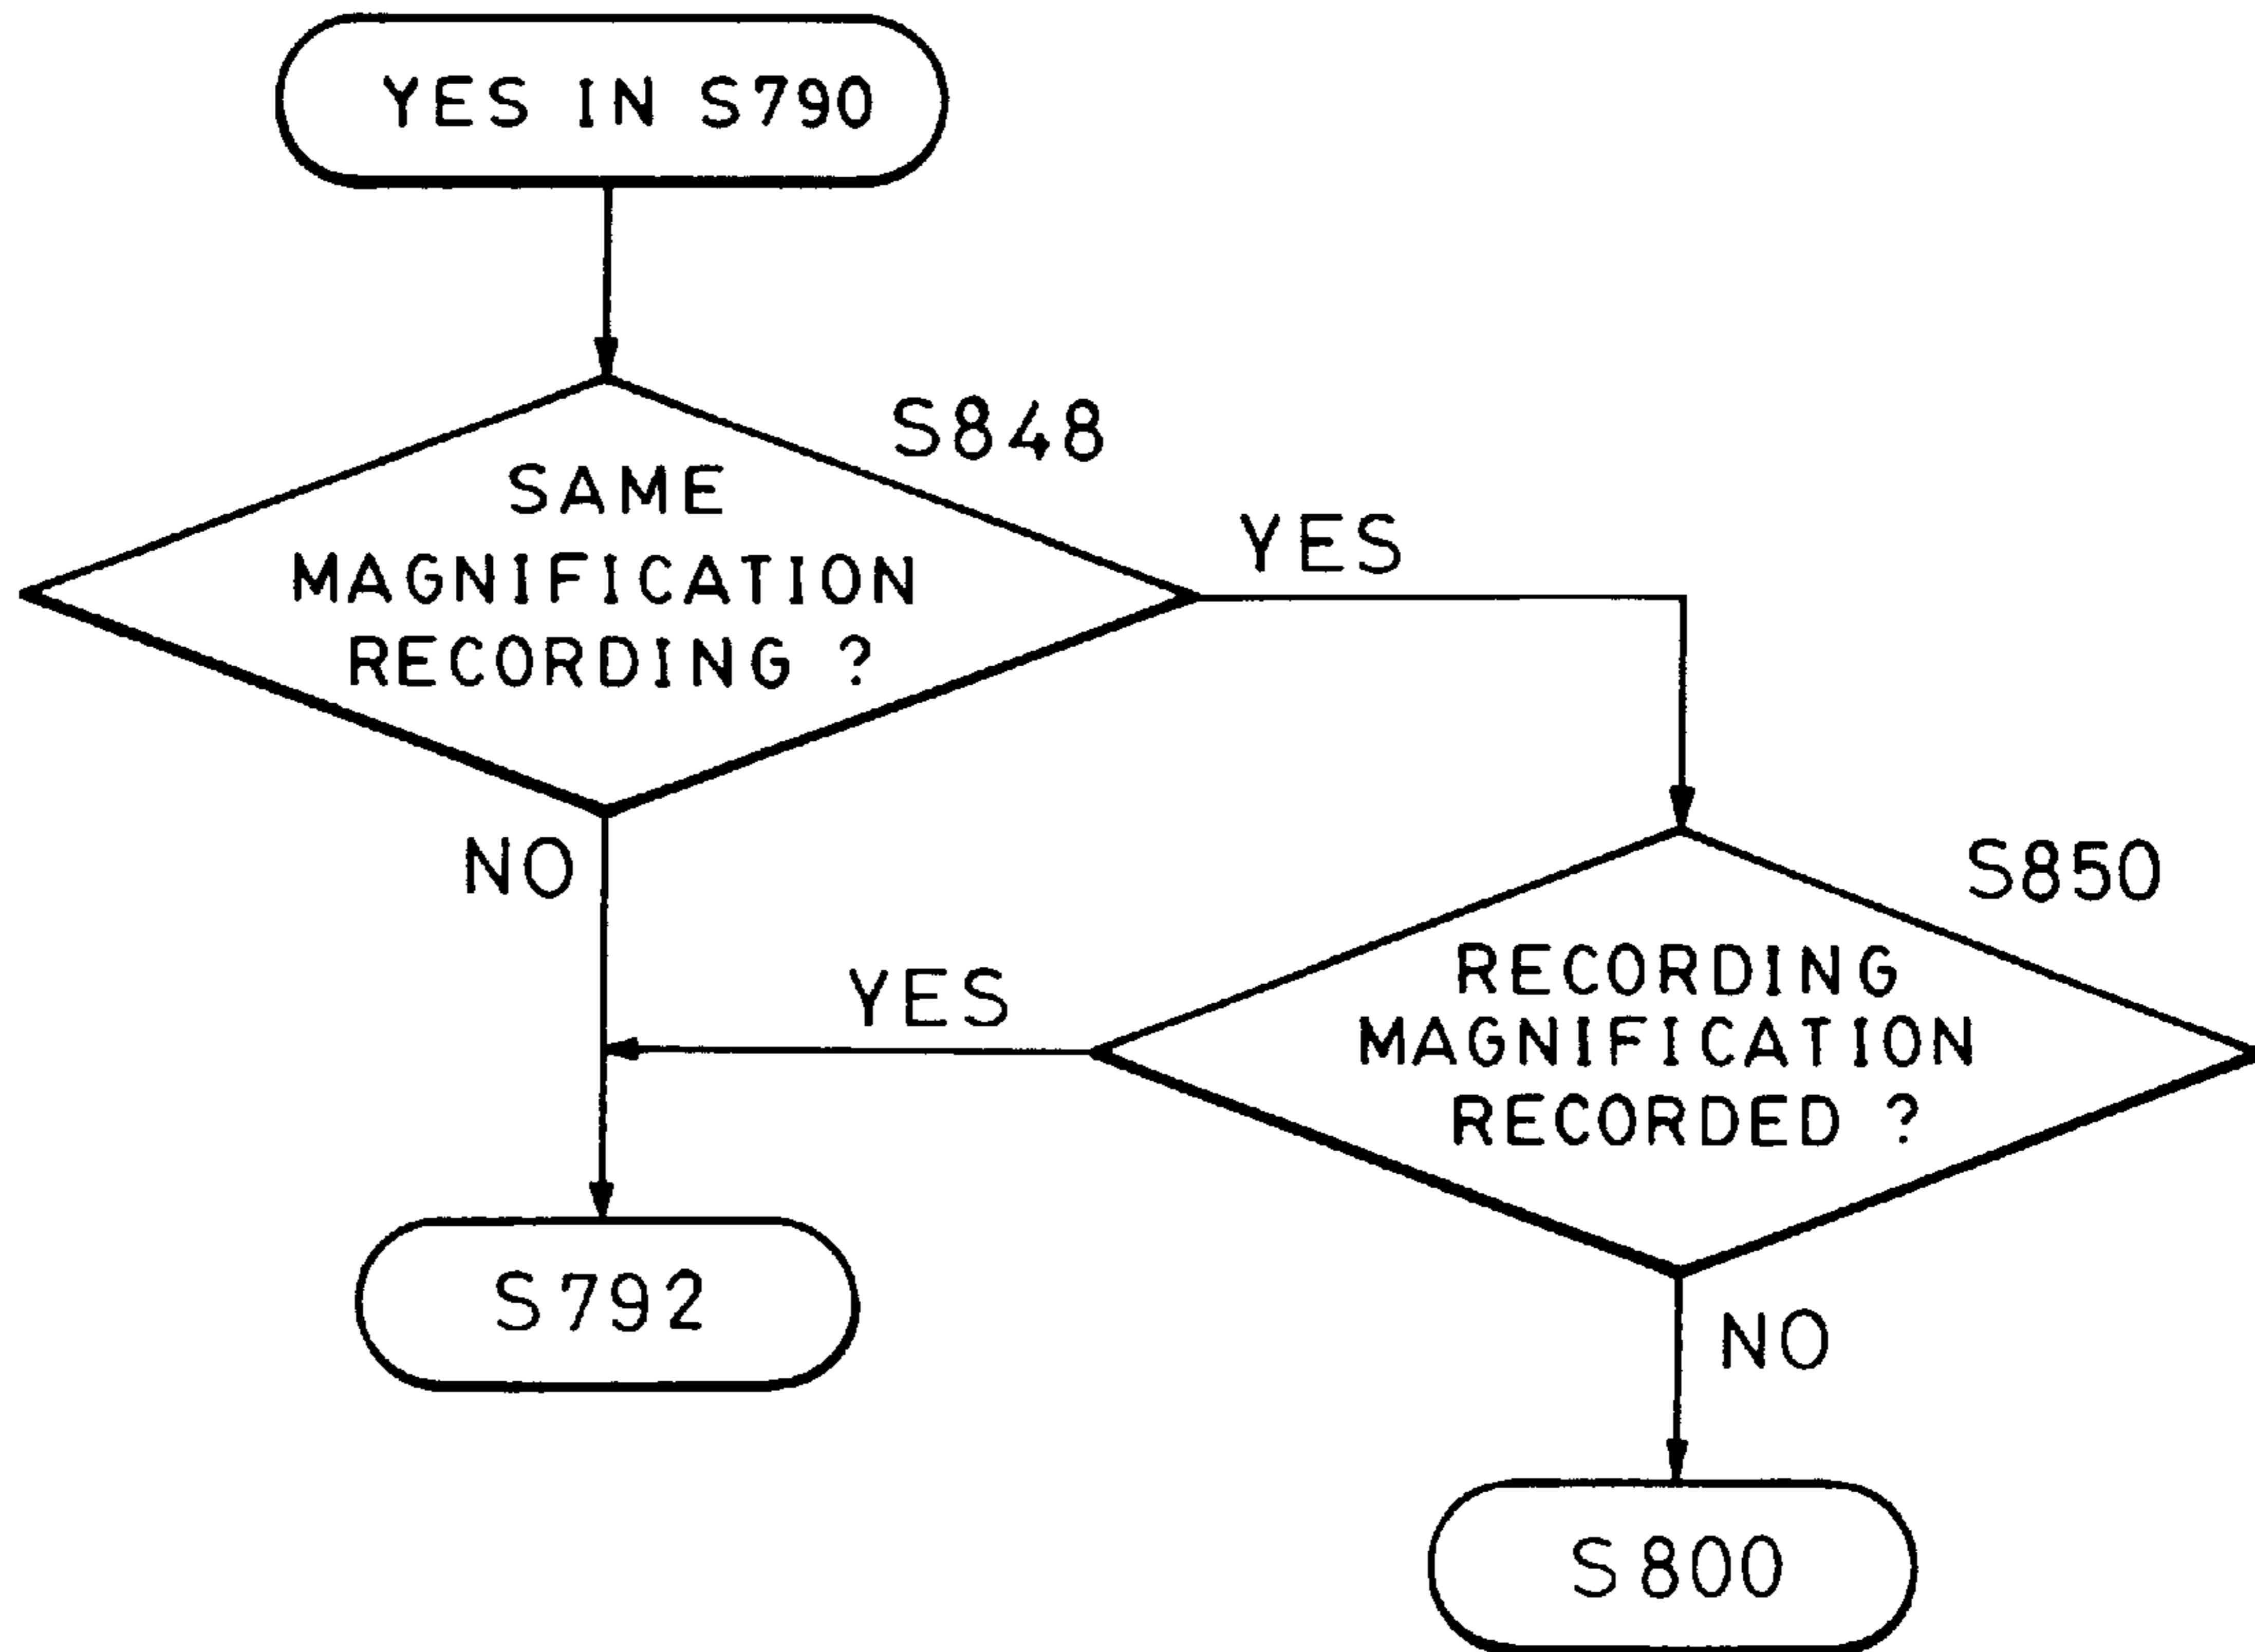 YES IN S790
S848
SAME
MAGNIFICATION
RECORDING ?
YES
NO
S850
RECORDING
MAGNIFICATION
RECORDED ?
YES
S792
NO
S800